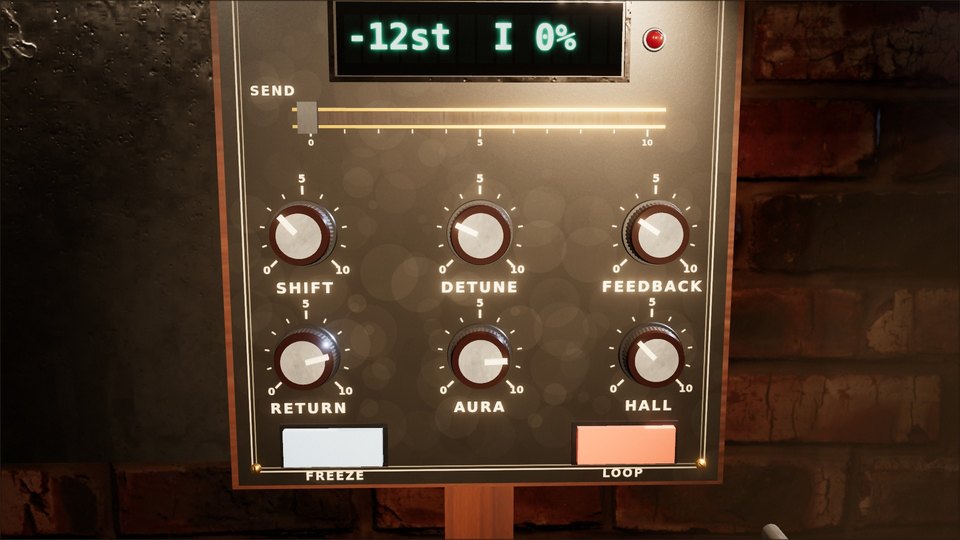 -12st I 0%
SEND
0 5 10
5 5 5
0 10 0 10 0 10
SHIFT DETUNE FEEDBACK
5 5 5
0 10 0 10 0 10
RETURN AURA HALL
FREEZE LOOP